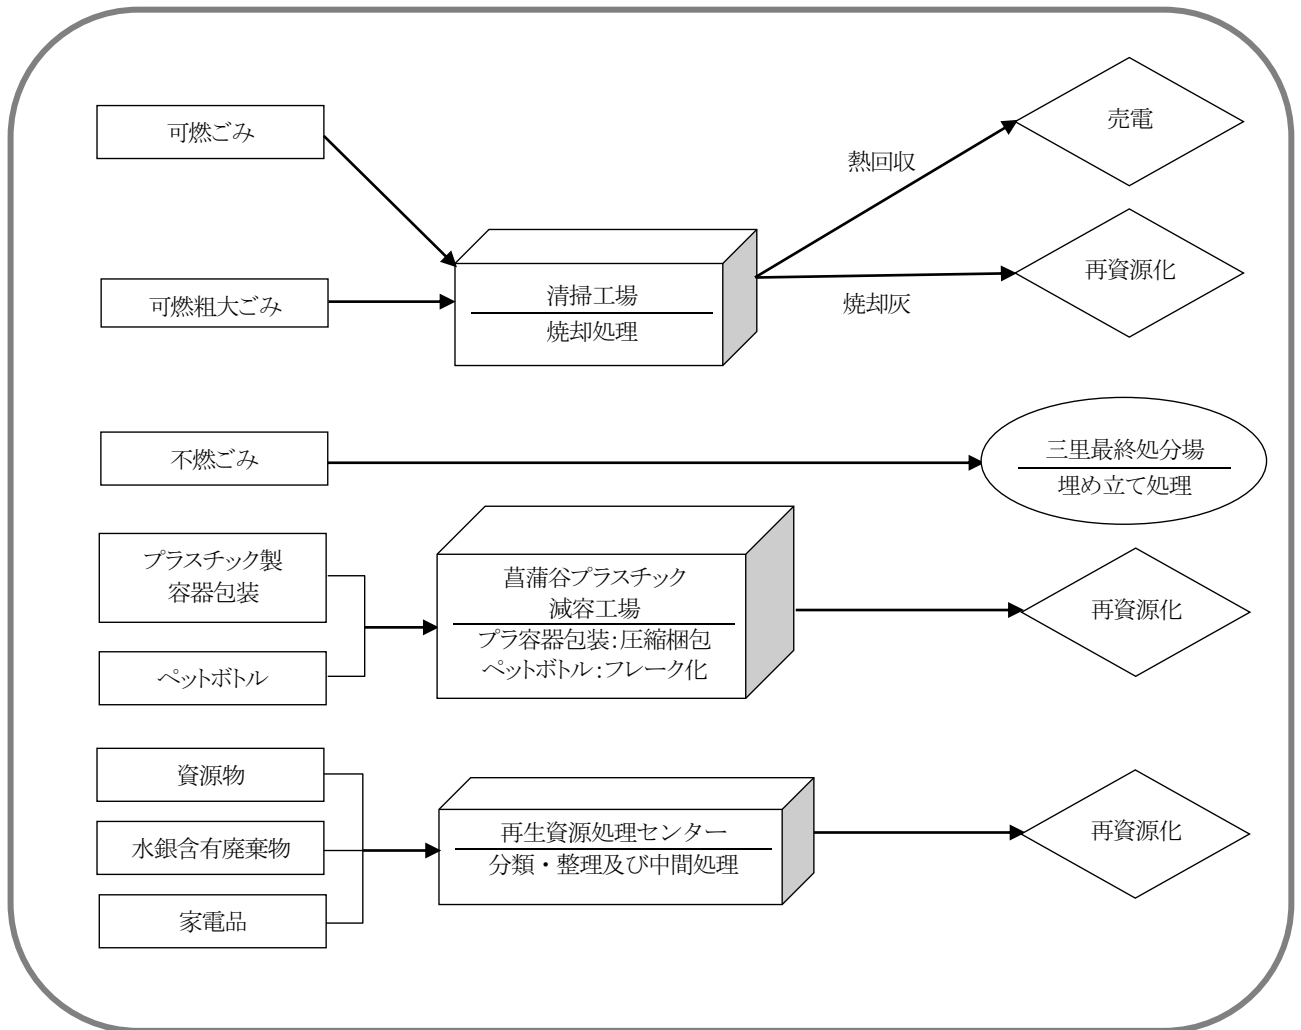 可燃ごみ
可燃粗大ごみ
清掃工場
焼却処理
熱回収
焼却灰
売電
再資源化
不燃ごみ
三里最終処分場
埋め立て処理
プラスチック製
容器包装
ペットボトル
菖蒲谷プラスチック
減容工場
プラ容器包装:圧縮梱包
ペットボトル:フレーク化
再資源化
資源物
水銀含有廃棄物
家電品
再生資源処理センター
分類・整理及び中間処理
再資源化